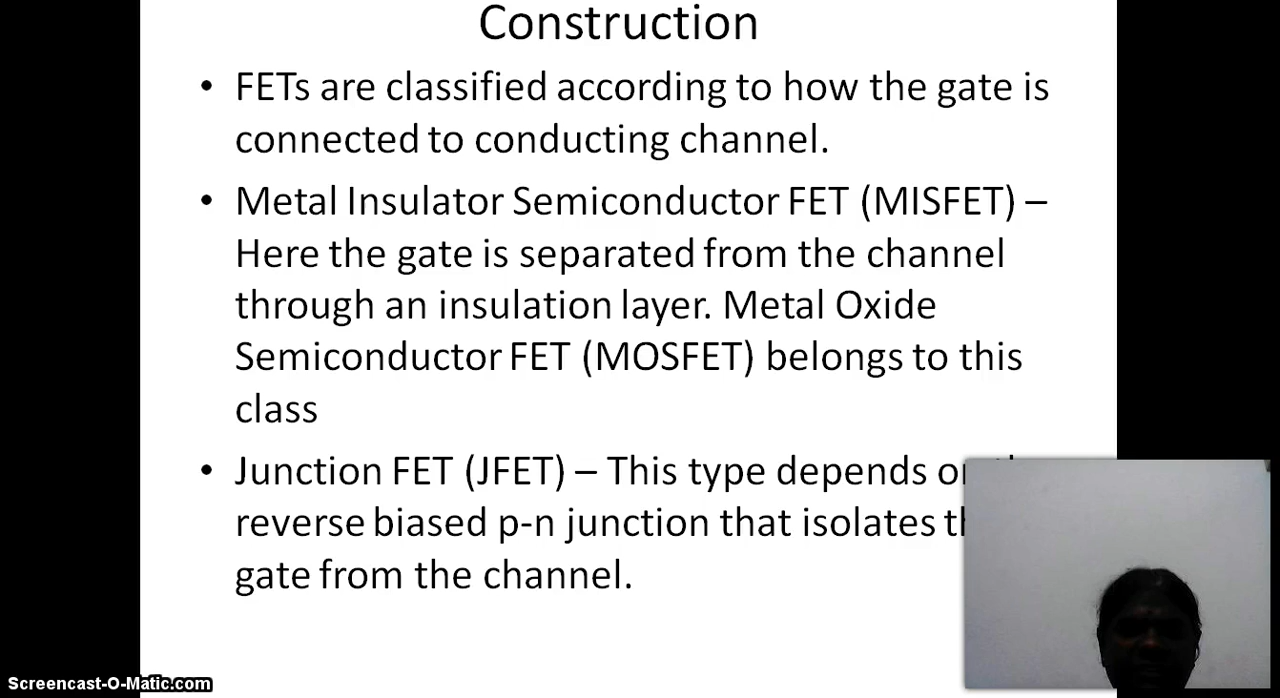 Construction
• FETs are classified according to how the gate is
connected to conducting channel.
• Metal Insulator Semiconductor FET (MISFET) –
Here the gate is separated from the channel
through an insulation layer. Metal Oxide
Semiconductor FET (MOSFET) belongs to this
class
• Junction FET (JFET) – This type depends
reverse biased p-n junction that isolates
gate from the channel.
Screencast-O-Matic.com